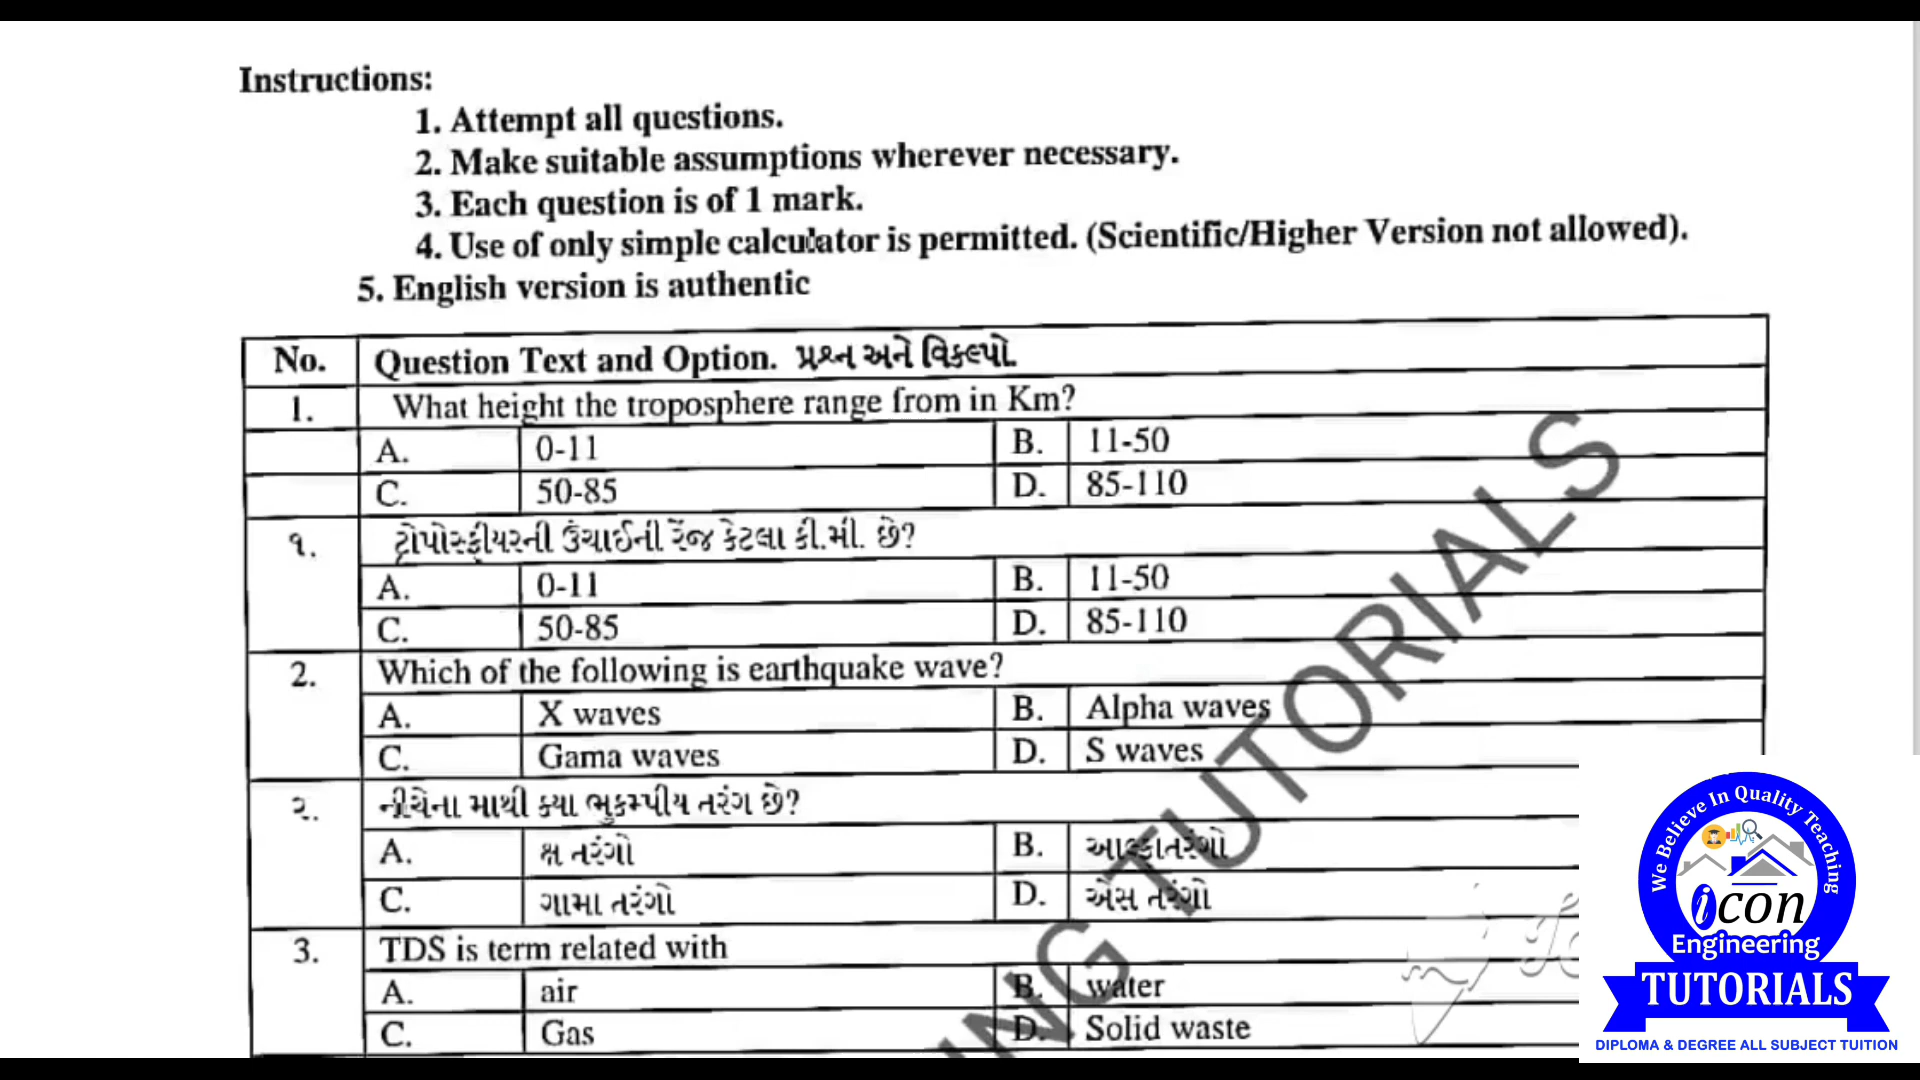 Instructions:
1. Attempt all questions.
2. Make suitable assumptions wherever necessary.
3. Each question is of 1 mark.
4. Use of only simple calculator is permitted. (Scientific/Higher Version not allowed).
5. English version is authentic
No. Question Text and Option. પ્રશ્ન અને વિકલ્પો.
1. What height the troposphere range from in Km?
A. 0-11 B. 11-50
C. 50-85 D. 85-110
૧. ટ્રોપોસ્ફીયરની ઉંચાઈની રેંજ કેટલા કી.મી. છે?
A. 0-11 B. 11-50
C. 50-85 D. 85-110
2. Which of the following is earthquake wave?
A. X waves B. Alpha waves
C. Gama waves D. S waves
૨. નીચેના માથી ક્યા ભુકમ્પીય તરંગ છે?
A. ક્ષ તરંગો B. આલ્ફાતરંગો
C. ગામા તરંગો D. એસ તરંગો
3. TDS is term related with
A. air B. water
C. Gas D. Solid waste
ING TUTORIALS
We Believe In Quality Teaching
icon
Engineering
TUTORIALS
DIPLOMA & DEGREE ALL SUBJECT TUITION